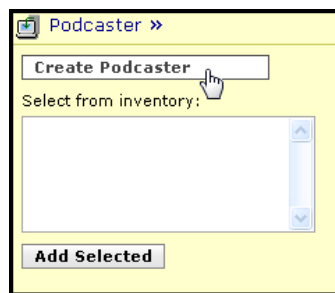 Podcaster »
Create Podcaster
Select from inventory:
Add Selected